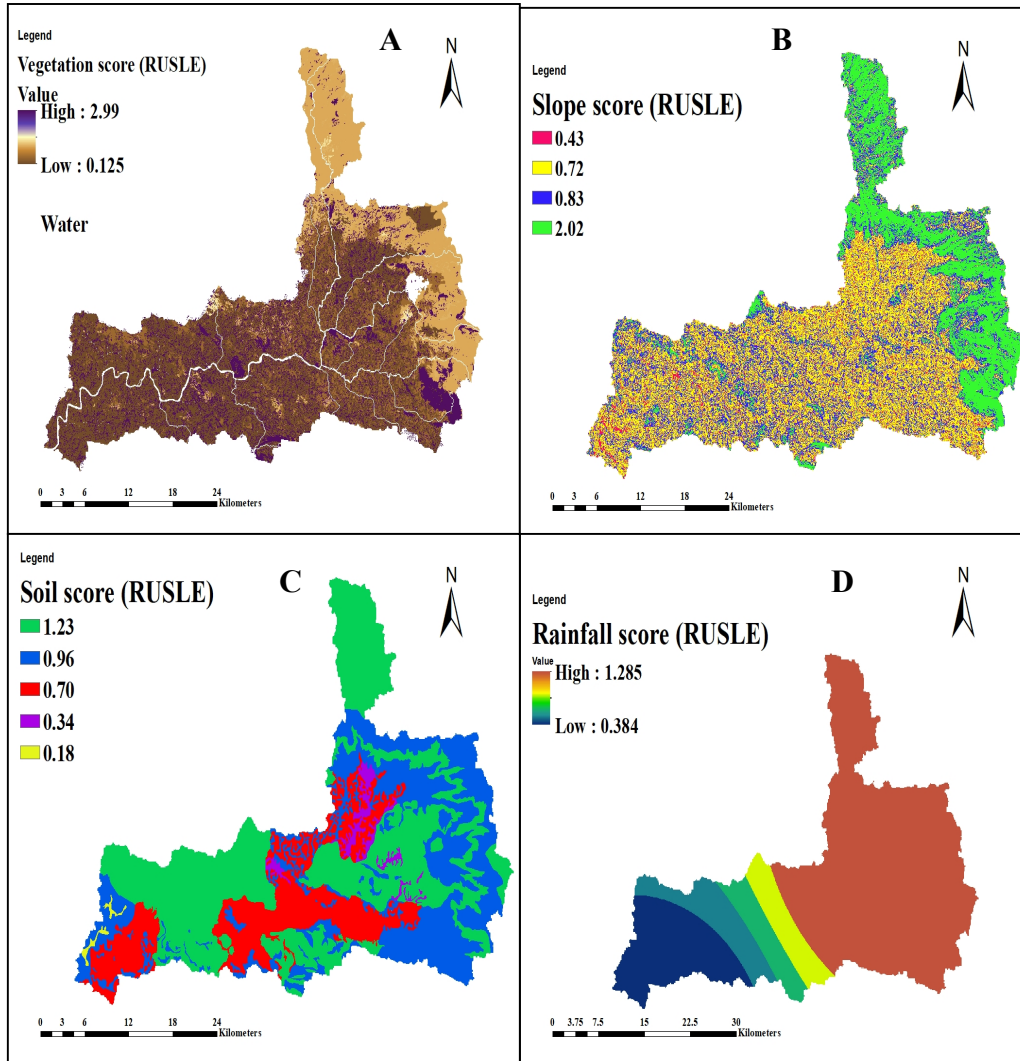 Legend
A
N
Vegetation score (RUSLE)
Value
High : 2.99
Low : 0.125
Water
0 3 6 12 18 24
Kilometers
B
N
Legend
Slope score (RUSLE)
0.43
0.72
0.83
2.02
0 3 6 12 18 24
Kilometers
Legend
C
N
Soil score (RUSLE)
1.23
0.96
0.70
0.34
0.18
0 3 6 12 18 24
Kilometers
D
N
Legend
Rainfall score (RUSLE)
Value
High : 1.285
Low : 0.384
0 3.75 7.5 15 22.5 30
Kilometers